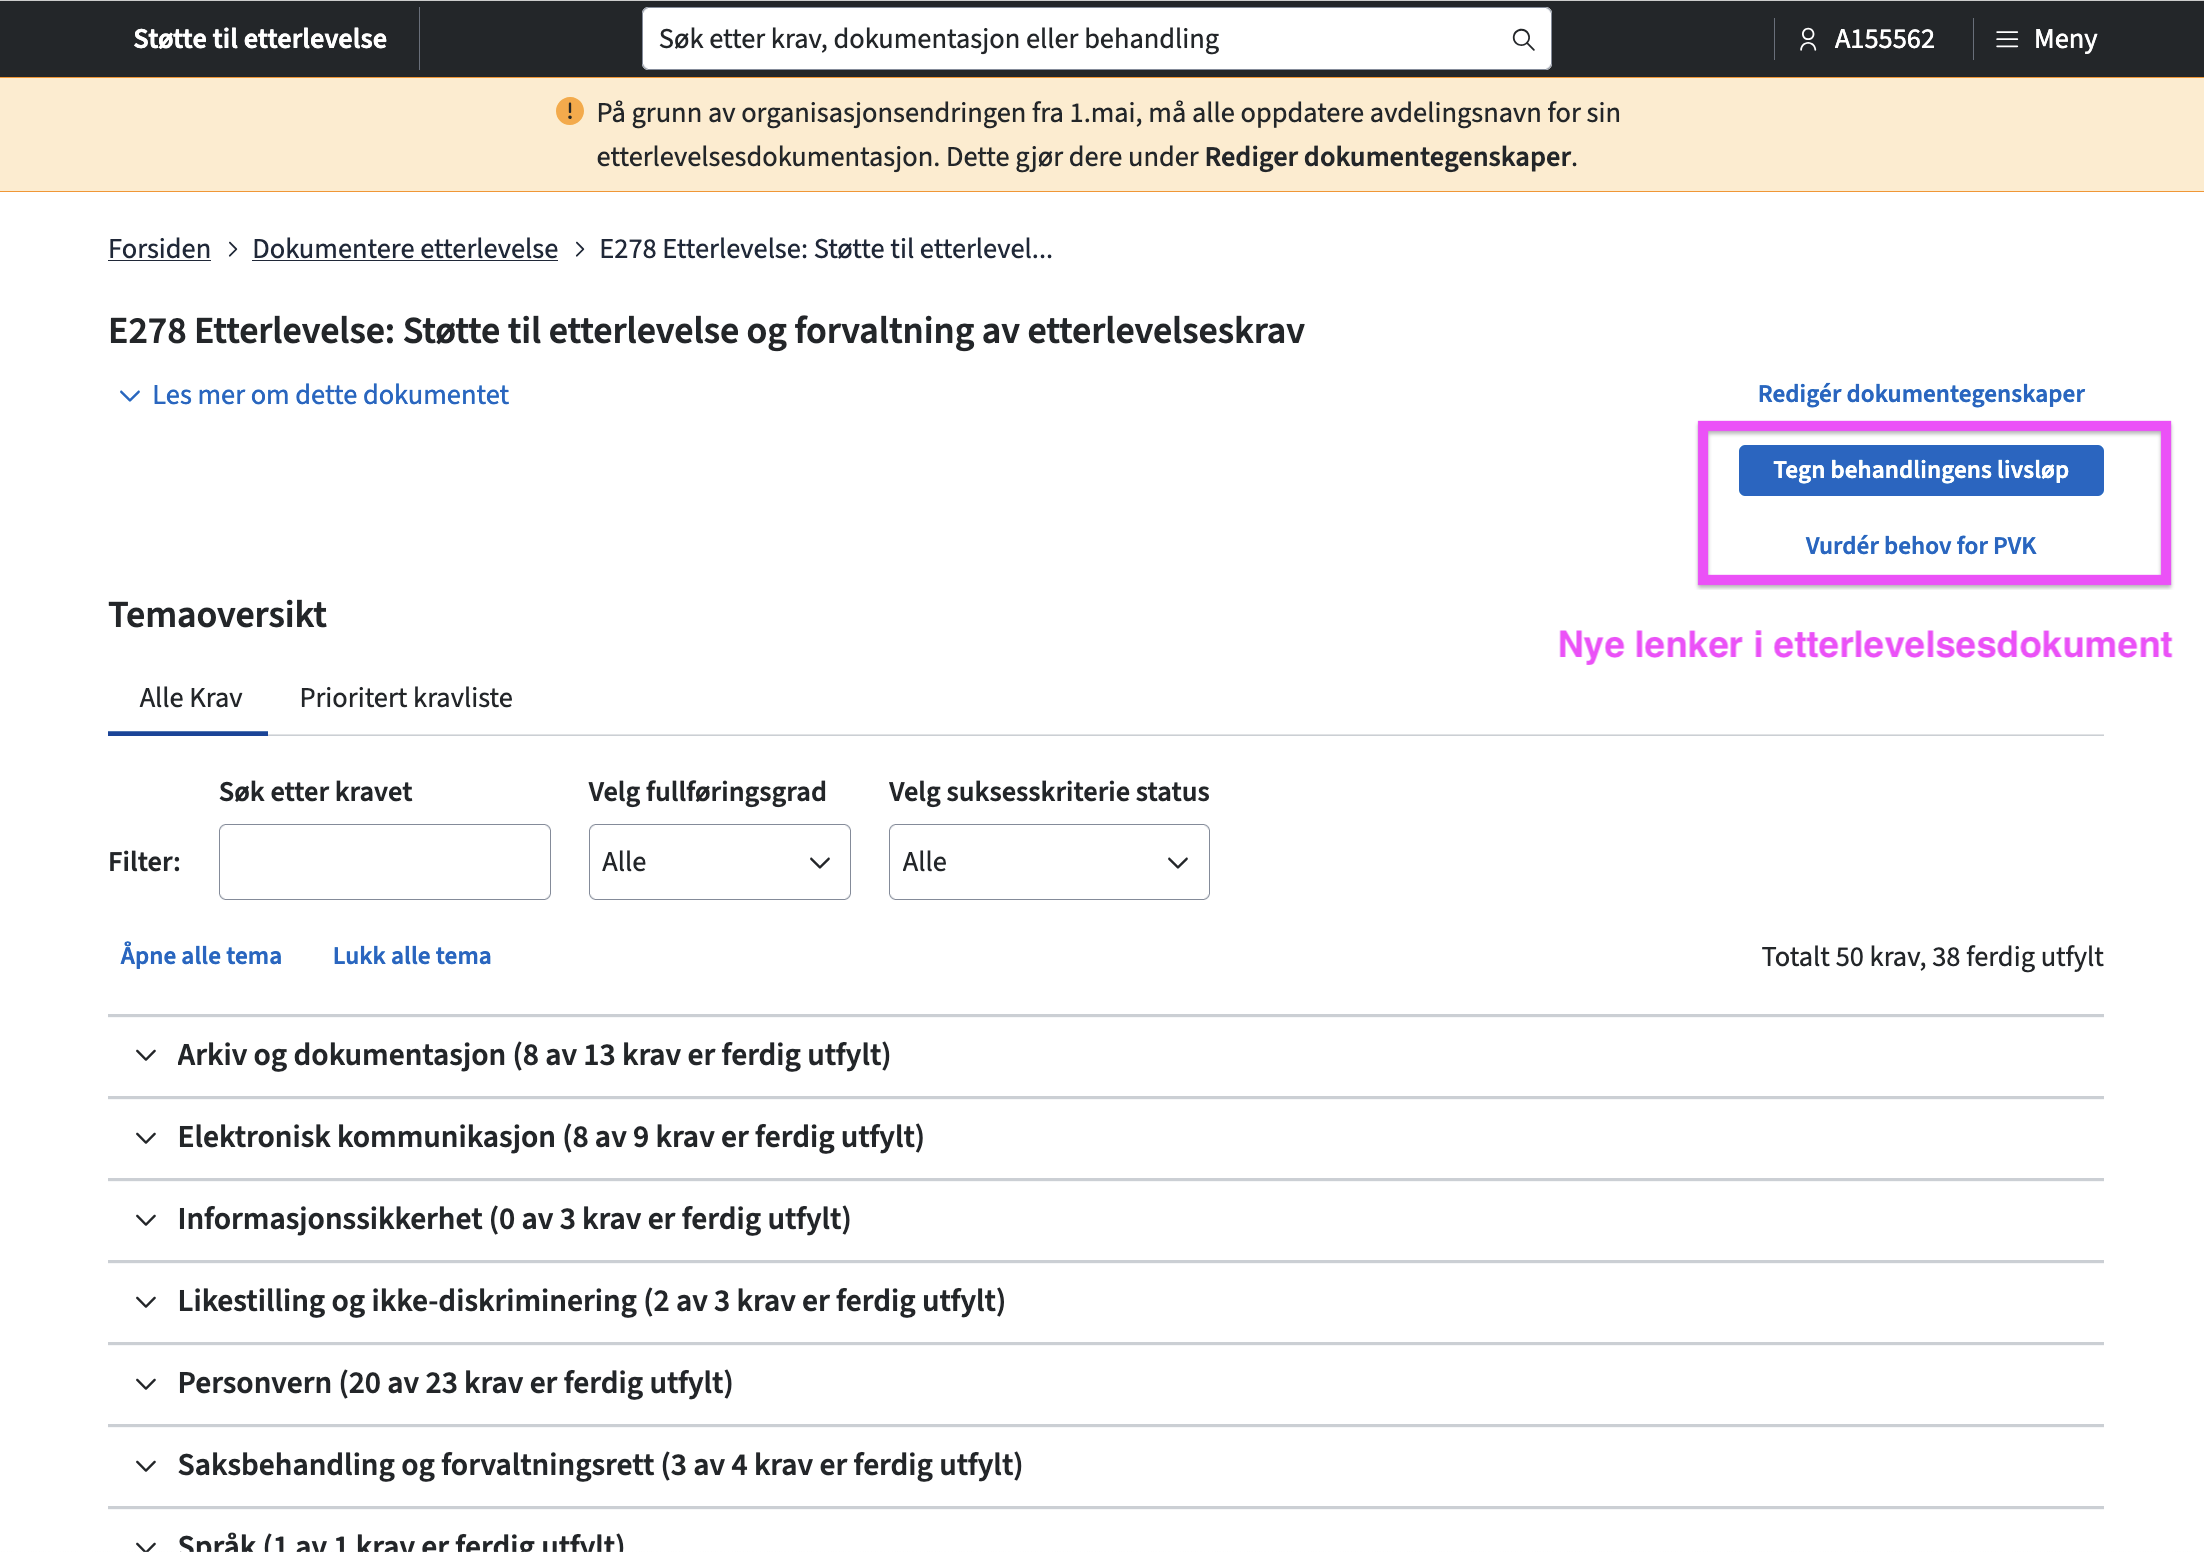 Støtte til etterlevelse
Søk etter krav, dokumentasjon eller behandling
A155562
Meny
På grunn av organisasjonsendringen fra 1.mai, må alle oppdatere avdelingsnavn for sin
etterlevelsesdokumentasjon. Dette gjør dere under Rediger dokumentegenskaper.
Forsiden > Dokumentere etterlevelse > E278 Etterlevelse: Støtte til etterlevel...
E278 Etterlevelse: Støtte til etterlevelse og forvaltning av etterlevelseskrav
Les mer om dette dokumentet
Redigér dokumentegenskaper
Tegn behandlingens livsløp
Vurdér behov for PVK
Nye lenker i etterlevelsesdokument
Temaoversikt
Alle Krav
Prioritert kravliste
Søk etter kravet
Velg fullføringsgrad
Velg suksesskriterie status
Filter:
Alle
Alle
Åpne alle tema
Lukk alle tema
Totalt 50 krav, 38 ferdig utfylt
Arkiv og dokumentasjon (8 av 13 krav er ferdig utfylt)
Elektronisk kommunikasjon (8 av 9 krav er ferdig utfylt)
Informasjonssikkerhet (0 av 3 krav er ferdig utfylt)
Likestilling og ikke-diskriminering (2 av 3 krav er ferdig utfylt)
Personvern (20 av 23 krav er ferdig utfylt)
Saksbehandling og forvaltningsrett (3 av 4 krav er ferdig utfylt)
Språk (1 av 1 krav er ferdig utfylt)